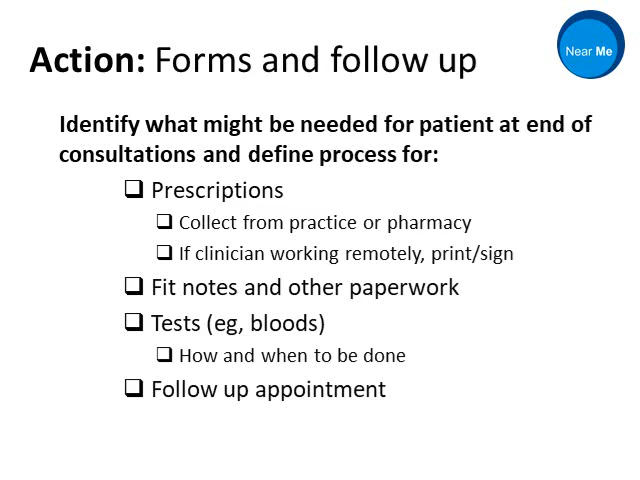 Near Me
Action: Forms and follow up
Identify what might be needed for patient at end of
consultations and define process for:
❑ Prescriptions
❑ Collect from practice or pharmacy
❑ If clinician working remotely, print/sign
❑ Fit notes and other paperwork
❑ Tests (eg, bloods)
❑ How and when to be done
❑ Follow up appointment